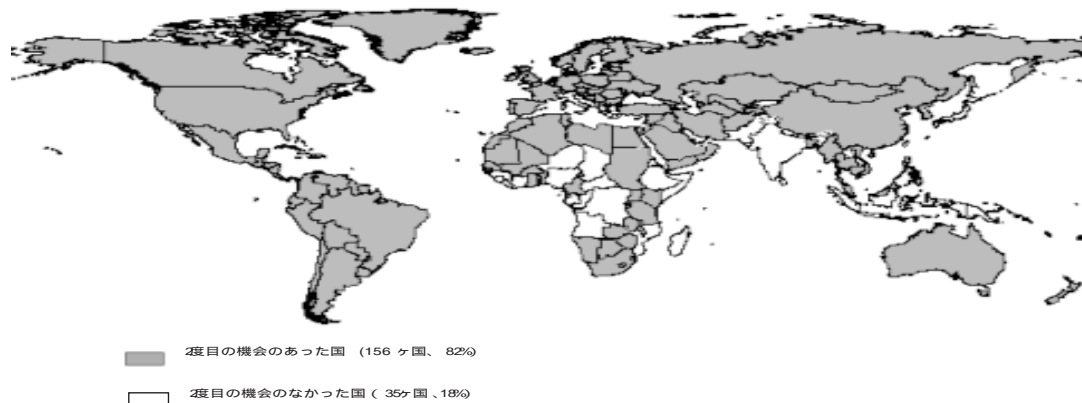 2度目の機会のあった国 (156 ヶ国、 82%)
2度目の機会のなかった国 ( 35ヶ国 、18%)